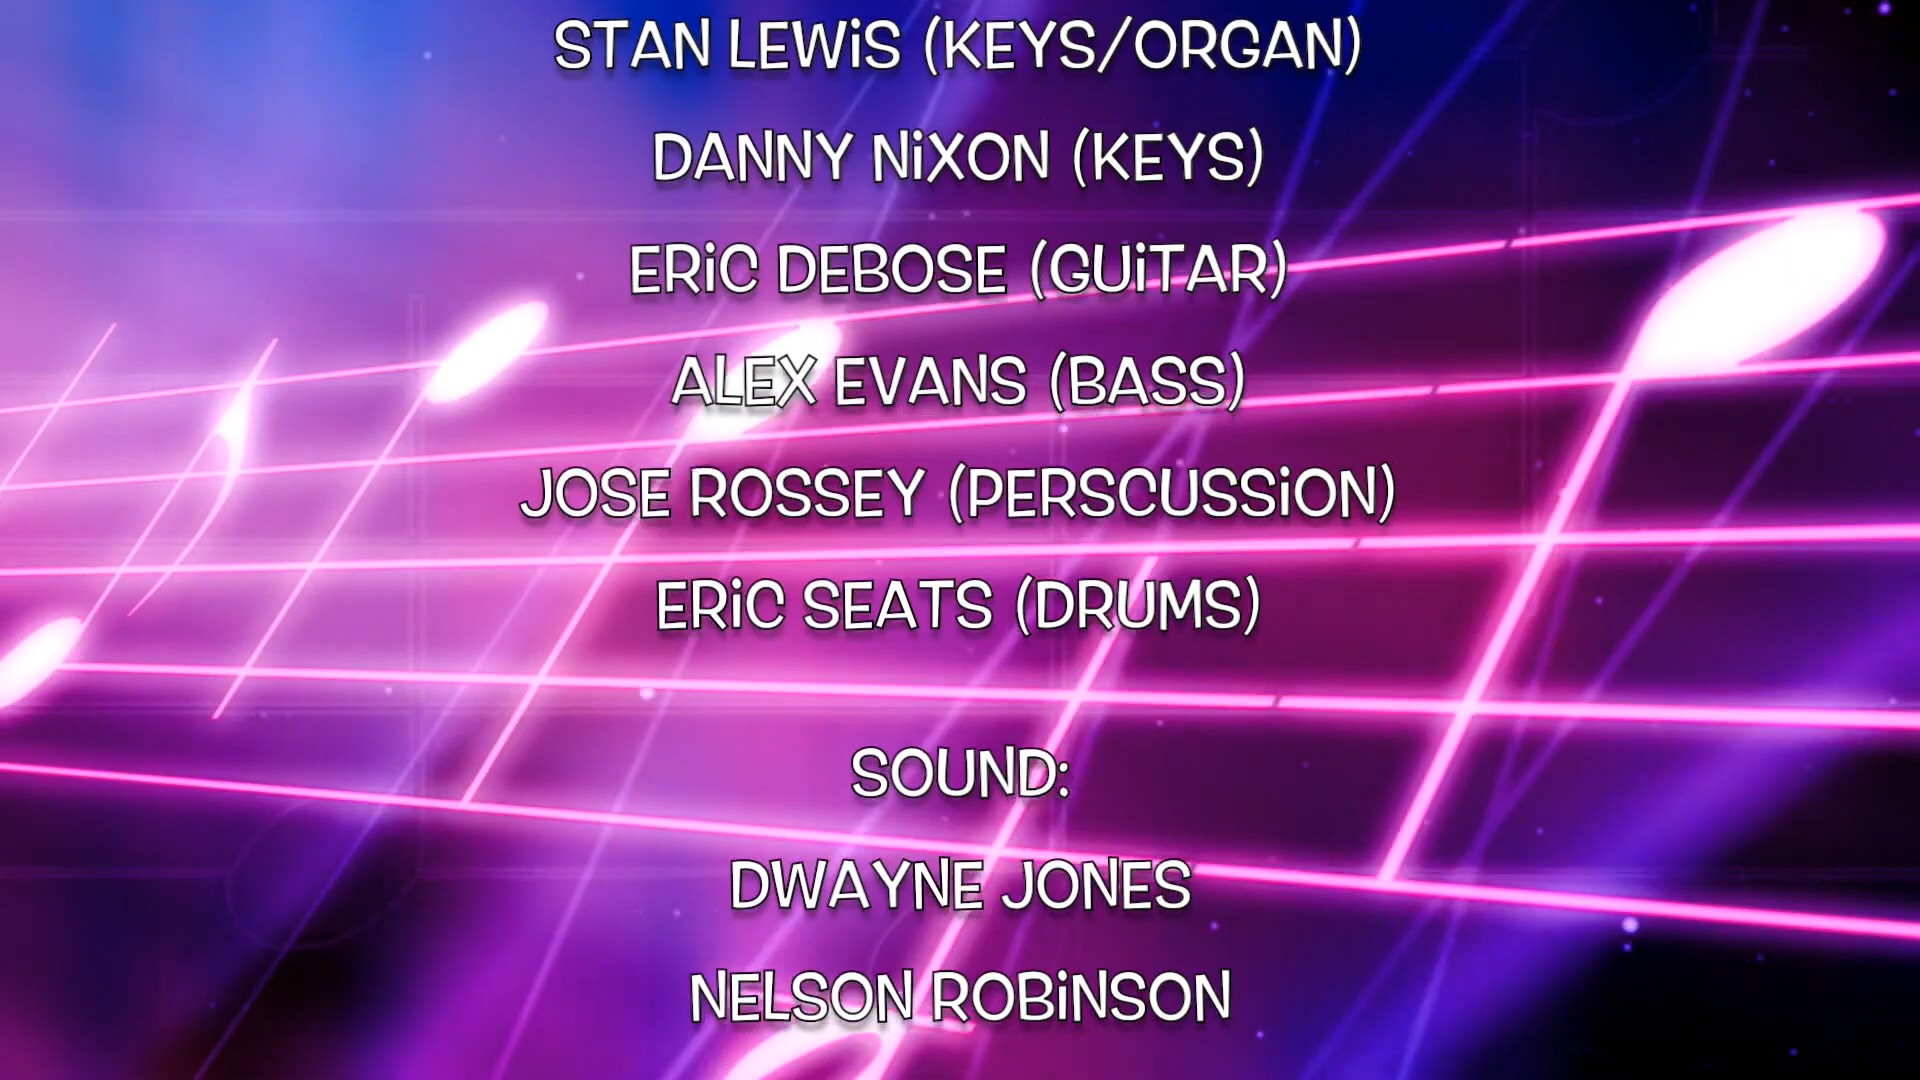 STAN LEWiS (KEYS/ORGAN)
DANNY NiXON (KEYS)
ERiC DEBOSE (GUiTAR)
ALEX EVANS (BASS)
JOSE ROSSEY (PERSCUSSiON)
ERiC SEATS (DRUMS)
SOUND:
DWAYNE JONES
NELSON ROBiNSON